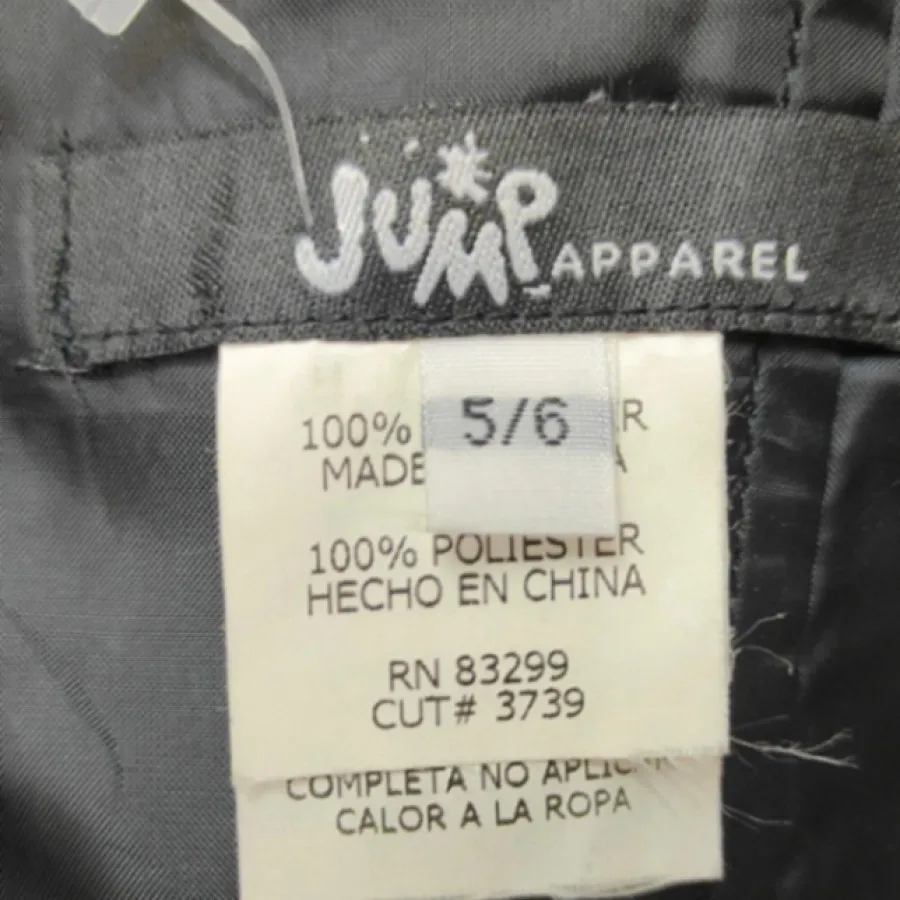 JUMP APPAREL
5/6
100% R
MADE A
100% POLIESTER
HECHO EN CHINA
RN 83299
CUT# 3739
COMPLETA NO APLICA
CALOR A LA ROPA